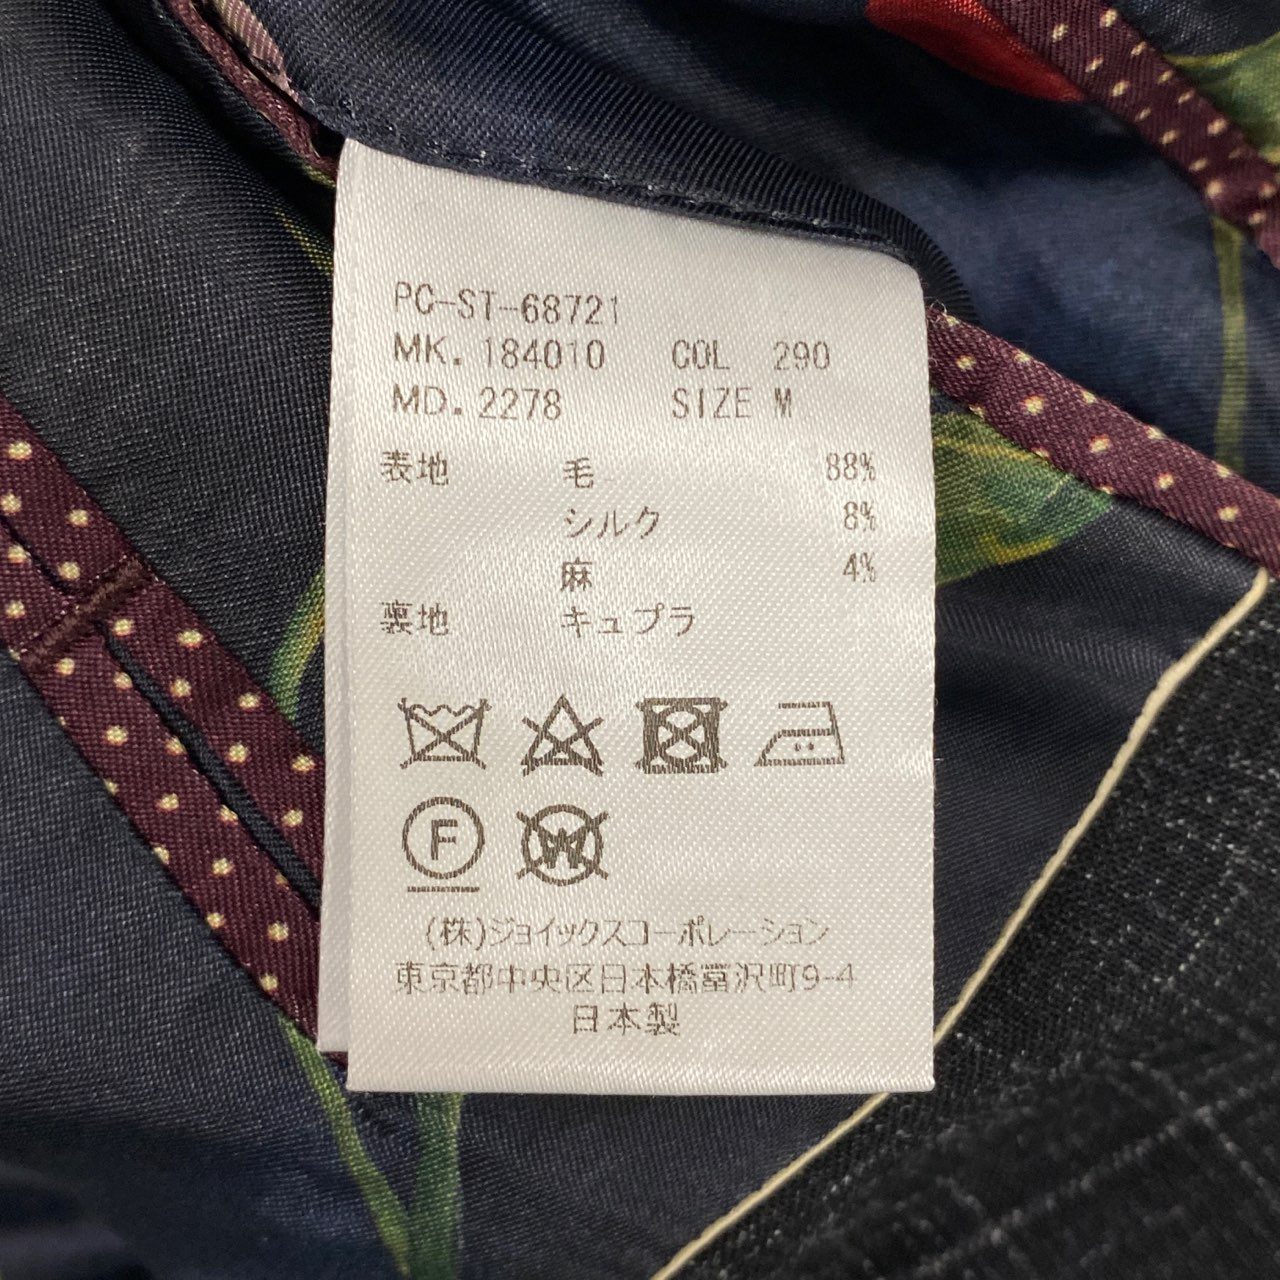 PC-ST-68721
MK. 184010 COL 290
MD. 2278 SIZE M
表地 毛 88%
シルク 8%
麻 4%
裏地 キュプラ
F
W
(株)ジョイックスコーポレーション
東京都中央区日本橋富沢町9-4
日本製